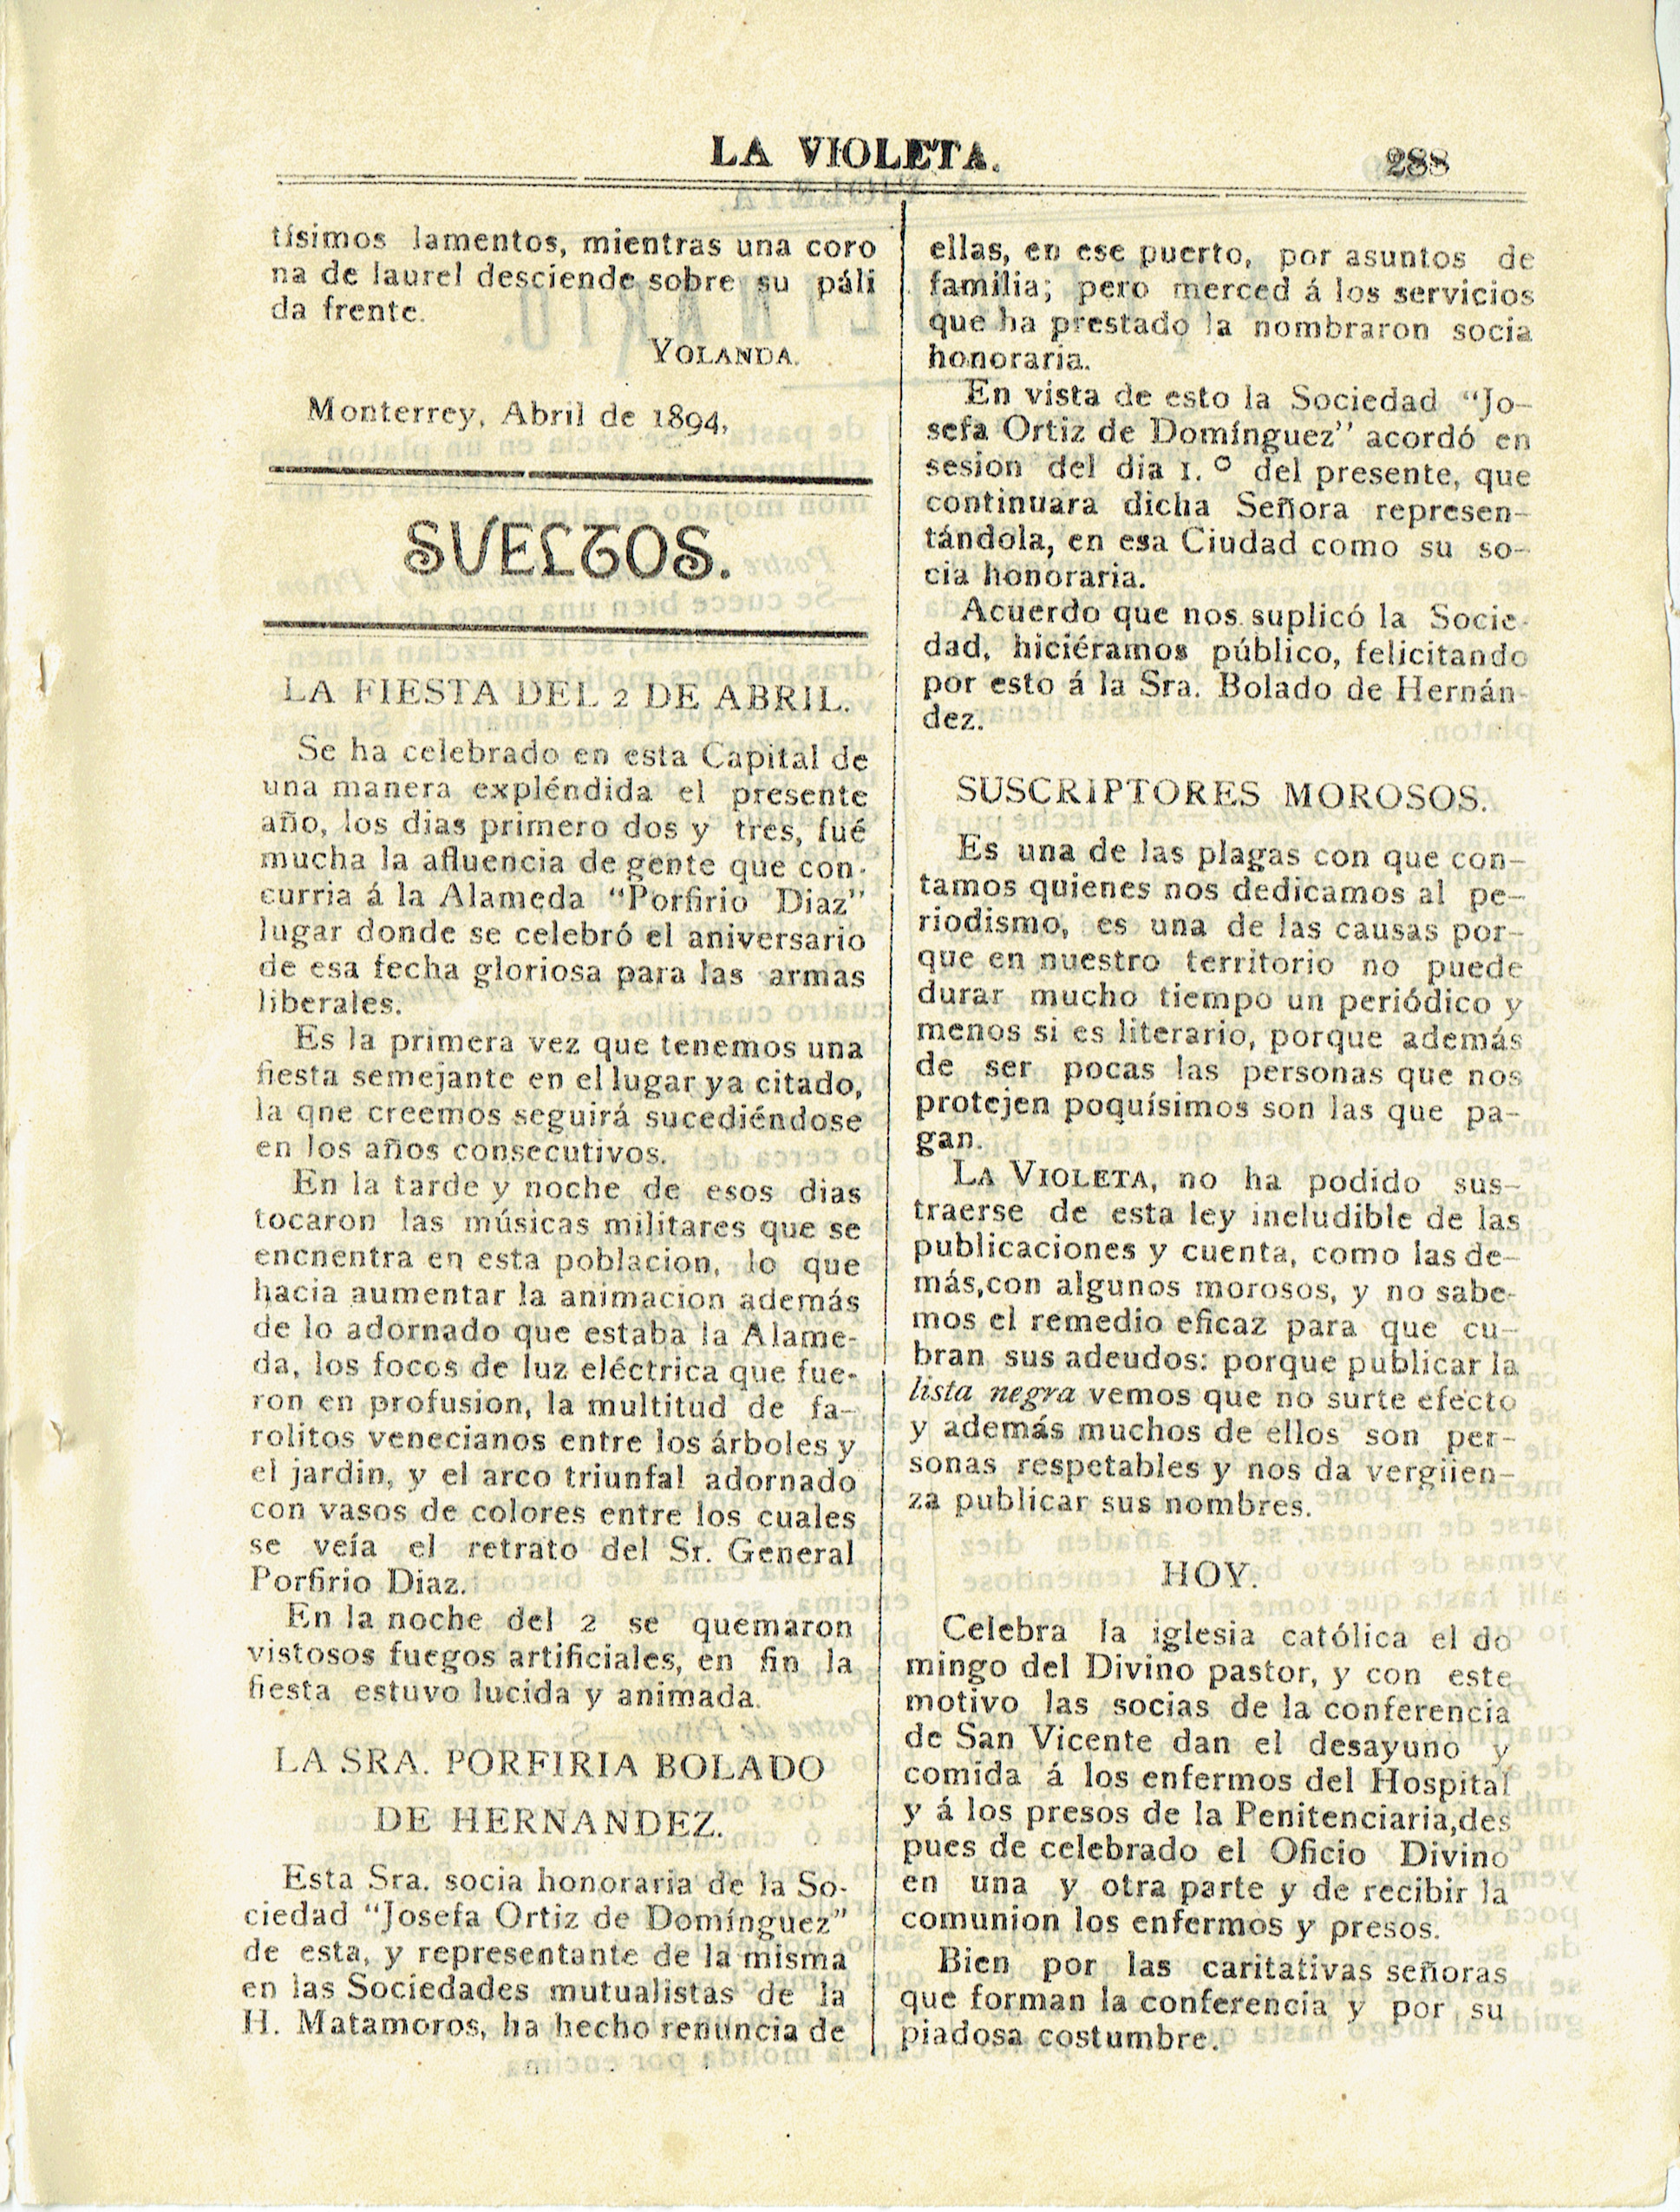 LA VIOLETA. 288
tísimos lamentos, mientras una coro
na de laurel desciende sobre su páli
da frente.
YOLANDA.
Monterrey, Abril de 1894,
SUELTOS.
LA FIESTA DEL 2 DE ABRIL.
Se ha celebrado en esta Capital de
una manera expléndida el presente
año, los dias primero dos y tres, fué
mucha la afluencia de gente que con-
curria á la Alameda "Porfirio Diaz"
lugar donde se celebró el aniversario
de esa fecha gloriosa para las armas
liberales.
Es la primera vez que tenemos una
fiesta semejante en el lugar ya citado,
la qne creemos seguirá sucediéndose
en los años consecutivos.
En la tarde y noche de esos dias
tocaron las músicas militares que se
encnentra en esta poblacion, lo que
hacia aumentar la animacion además
de lo adornado que estaba la Alame-
da, los focos de luz eléctrica que fue-
ron en profusion, la multitud de fa-
rolitos venecianos entre los árboles y
el jardin, y el arco triunfal adornado
con vasos de colores entre los cuales
se veía el retrato del Sr. General
Porfirio Diaz.
En la noche del 2 se quemaron
vistosos fuegos artificiales, en fin la
fiesta estuvo lucida y animada.
LA SRA. PORFIRIA BOLADO
DE HERNANDEZ.
Esta Sra. socia honoraria de la So-
ciedad "Josefa Ortiz de Domínguez"
de esta, y representante de la misma
en las Sociedades mutualistas de la
H. Matamoros, ha hecho renuncia de
ellas, en ese puerto, por asuntos de
familia; pero merced á los servicios
que ha prestado la nombraron socia
honoraria.
En vista de esto la Sociedad "Jo-
sefa Ortiz de Domínguez" acordó en
sesion del dia 1.º del presente, que
continuara dicha Señora represen-
tándola, en esa Ciudad como su so-
cia honoraria.
Acuerdo que nos suplicó la Socie-
dad, hiciéramos público, felicitando
por esto á la Sra. Bolado de Hernán-
dez.
SUSCRIPTORES MOROSOS.
Es una de las plagas con que con-
tamos quienes nos dedicamos al pe-
riodismo, es una de las causas por-
que en nuestro territorio no puede
durar mucho tiempo un periódico y
menos si es literario, porque además
de ser pocas las personas que nos
protejen poquísimos son las que pa-
gan.
LA VIOLETA, no ha podido sus-
traerse de esta ley ineludible de las
publicaciones y cuenta, como las de-
más,con algunos morosos, y no sabe-
mos el remedio eficaz para que cu-
bran sus adeudos: porque publicar la
lista negra vemos que no surte efecto
y además muchos de ellos son per-
sonas respetables y nos da vergüen-
za publicar sus nombres.
HOY.
Celebra la iglesia católica el do
mingo del Divino pastor, y con este
motivo las socias de la conferencia
de San Vicente dan el desayuno y
comida á los enfermos del Hospital
y á los presos de la Penitenciaria,des
pues de celebrado el Oficio Divino
en una y otra parte y de recibir la
comunion los enfermos y presos.
Bien por las caritativas señoras
que forman la conferencia y por su
piadosa costumbre.